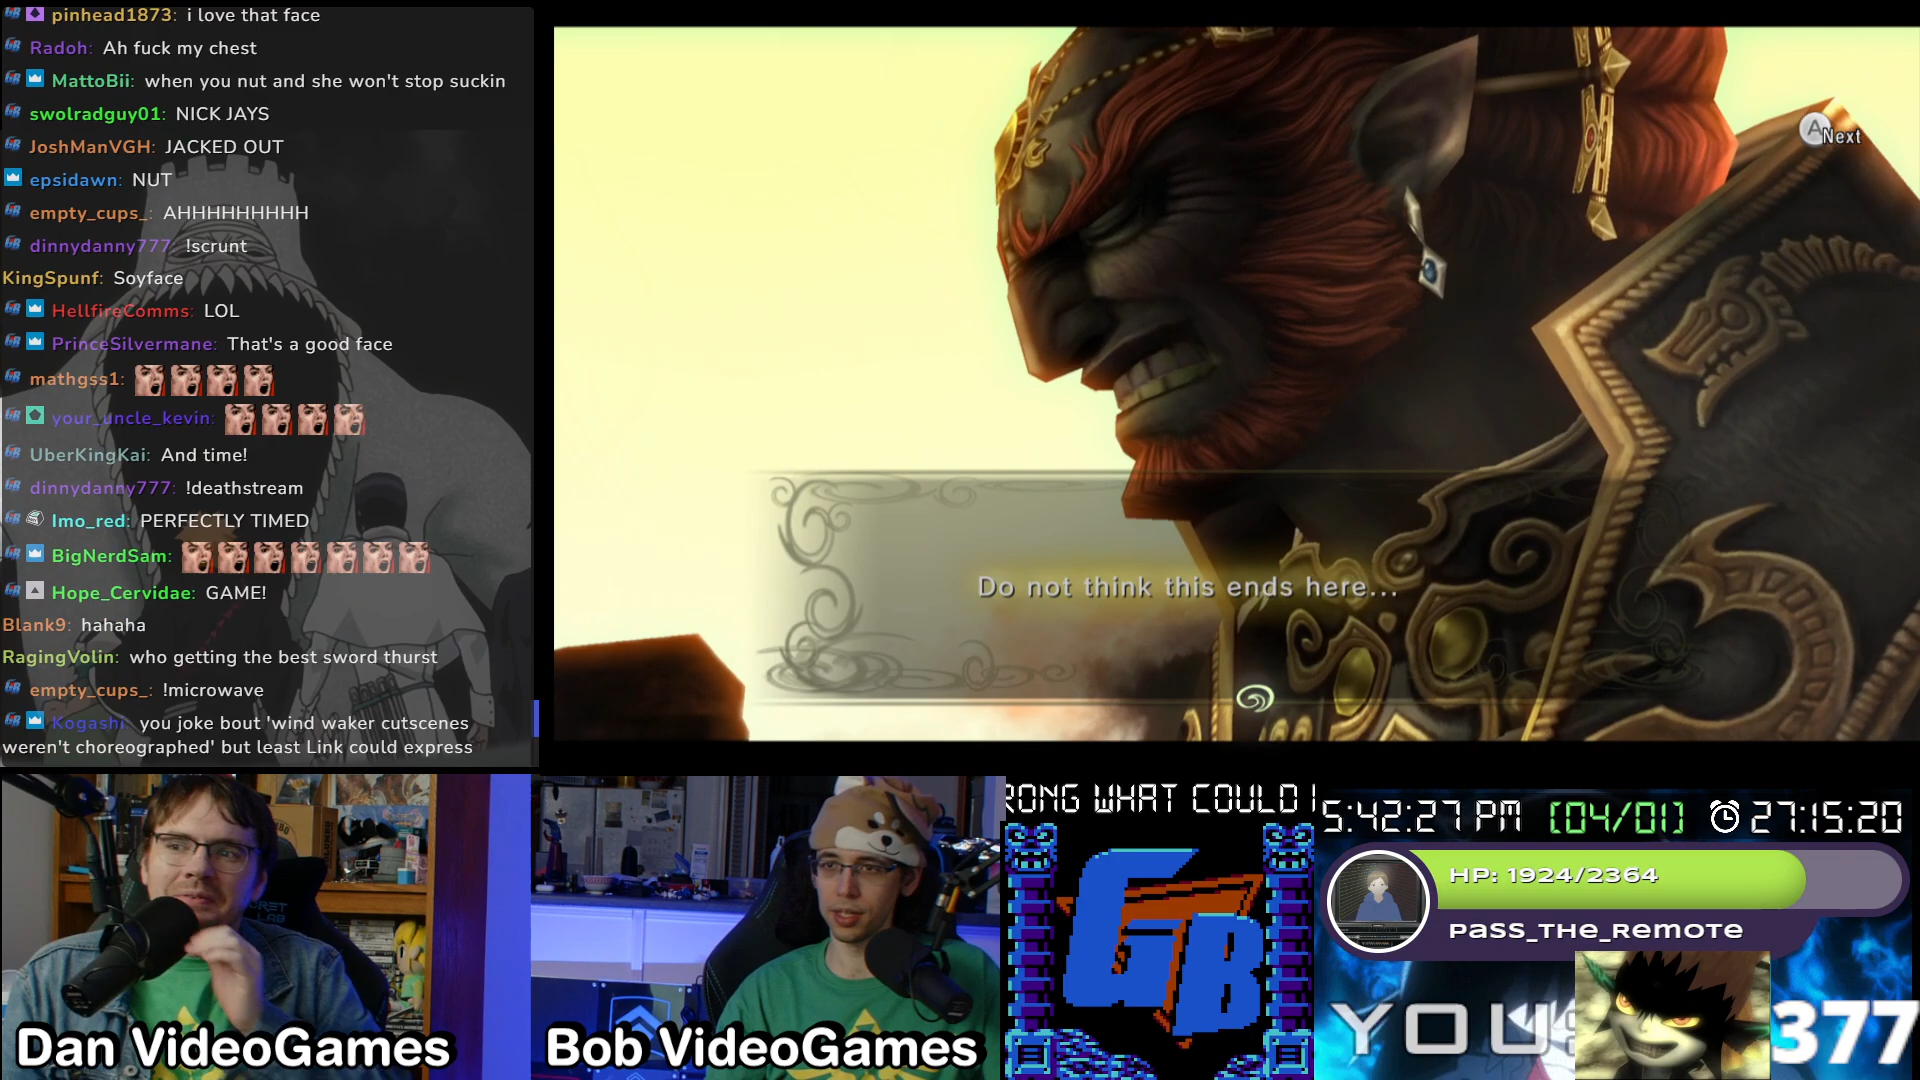 pinhead1873: i love that face
Radoh: Ah fuck my chest
MattoBii: when you nut and she won't stop suckin
swolradguy01: NICK JAYS
JoshManVGH: JACKED OUT
epsidawn: NUT
empty_cups_: AHHHHHHHHH
dinnydanny777: !scrunt
KingSpunf: Soyface
HellfireComms: LOL
PrinceSilvermane: That's a good face
mathgss1:
your_uncle_kevin:
UberKingKai: And time!
dinnydanny777: !deathstream
Imo_red: PERFECTLY TIMED
BigNerdSam:
Hope_Cervidae: GAME!
Blank9: hahaha
RagingVolin: who getting the best sword thurst
empty_cups_: !microwave
Kogashi: you joke bout 'wind waker cutscenes
weren't choreographed' but least Link could express
A Next
Do not think this ends here...
Dan VideoGames
Bob VideoGames
RONG WHAT COULD
GB
5:42:27 PM [04/01] 27:15:20
HP: 1924/2364
PASS_THE_REMOTE
YOU
377